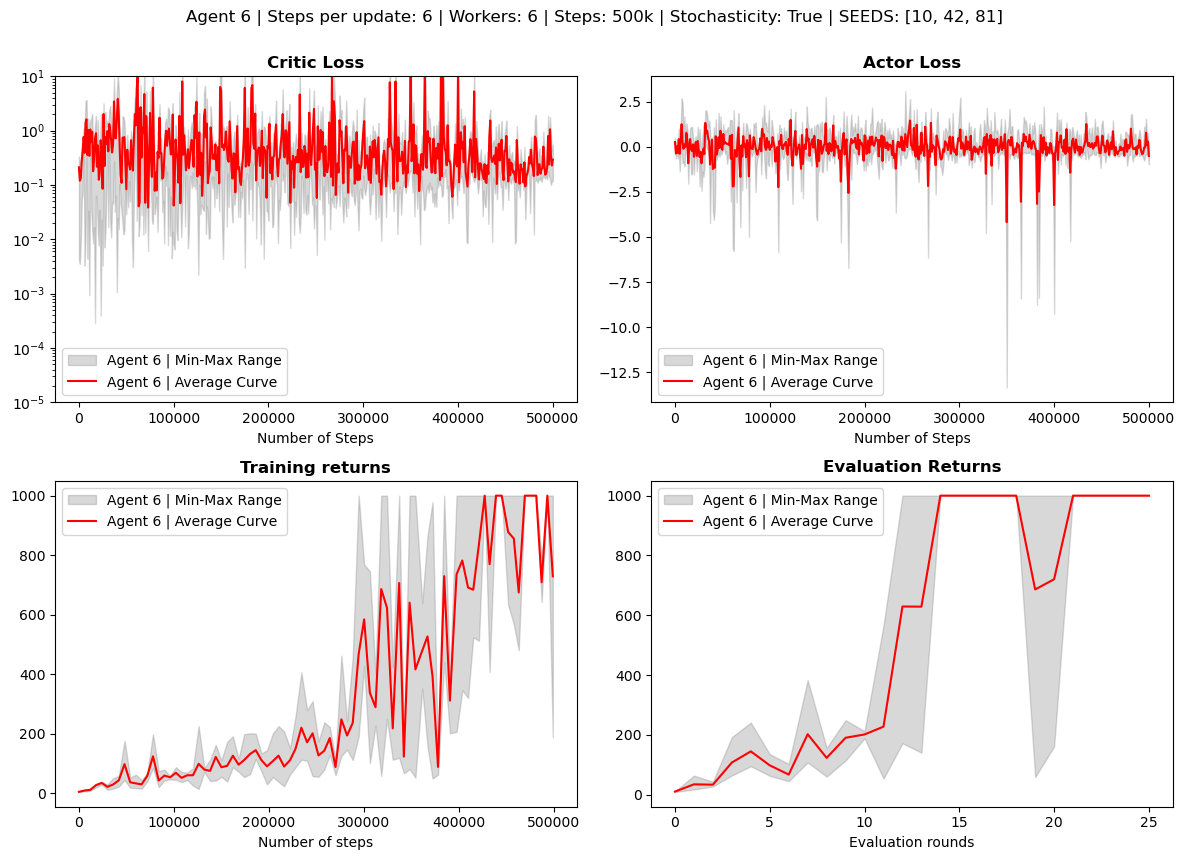 Agent 6 | Steps per update: 6 | Workers: 6 | Steps: 500k | Stochasticity: True | SEEDS: [10, 42, 81]
Critic Loss
10¹
10⁰
10⁻¹
10⁻²
10⁻³
10⁻⁴
10⁻⁵
Agent 6 | Min-Max Range
Agent 6 | Average Curve
0 100000 200000 300000 400000 500000
Number of Steps
Actor Loss
2.5
0.0
−2.5
−5.0
−7.5
−10.0
−12.5
Agent 6 | Min-Max Range
Agent 6 | Average Curve
0 100000 200000 300000 400000 500000
Number of Steps
Training returns
1000
800
600
400
200
0
Agent 6 | Min-Max Range
Agent 6 | Average Curve
0 100000 200000 300000 400000 500000
Number of steps
Evaluation Returns
1000
800
600
400
200
0
Agent 6 | Min-Max Range
Agent 6 | Average Curve
0 5 10 15 20 25
Evaluation rounds